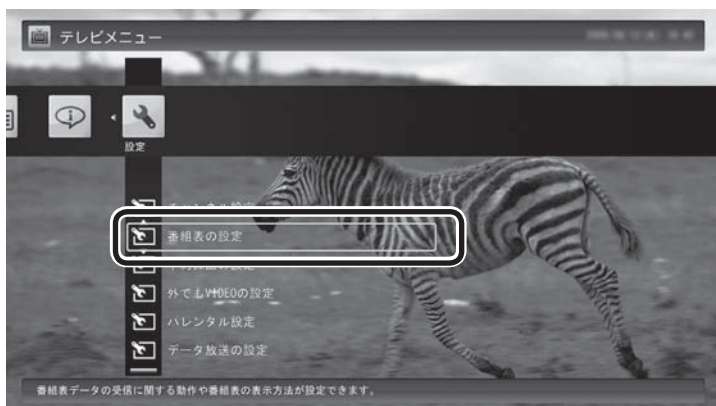 テレビメニュー
設定
番組表の設定
外でもVIDEOの設定
パレンタル設定
データ放送の設定
番組表データの受信に関する動作や番組表の表示方法が設定できます。